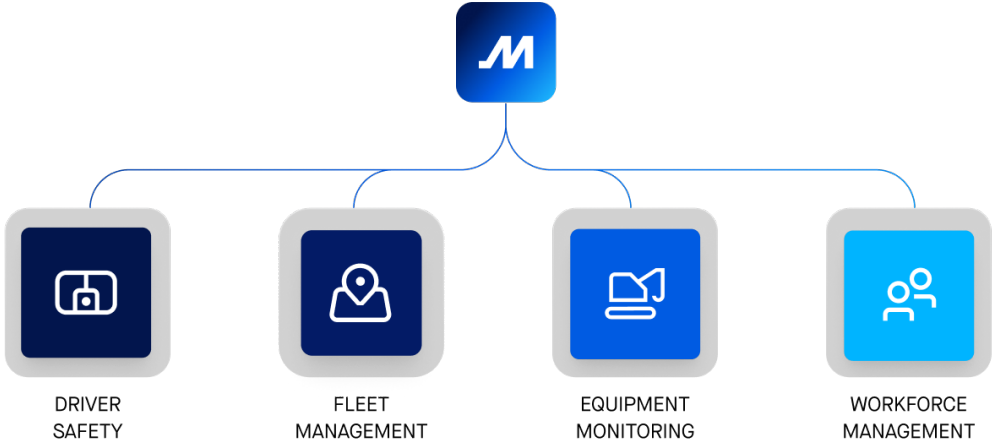 M
DRIVER
SAFETY
FLEET
MANAGEMENT
EQUIPMENT
MONITORING
WORKFORCE
MANAGEMENT